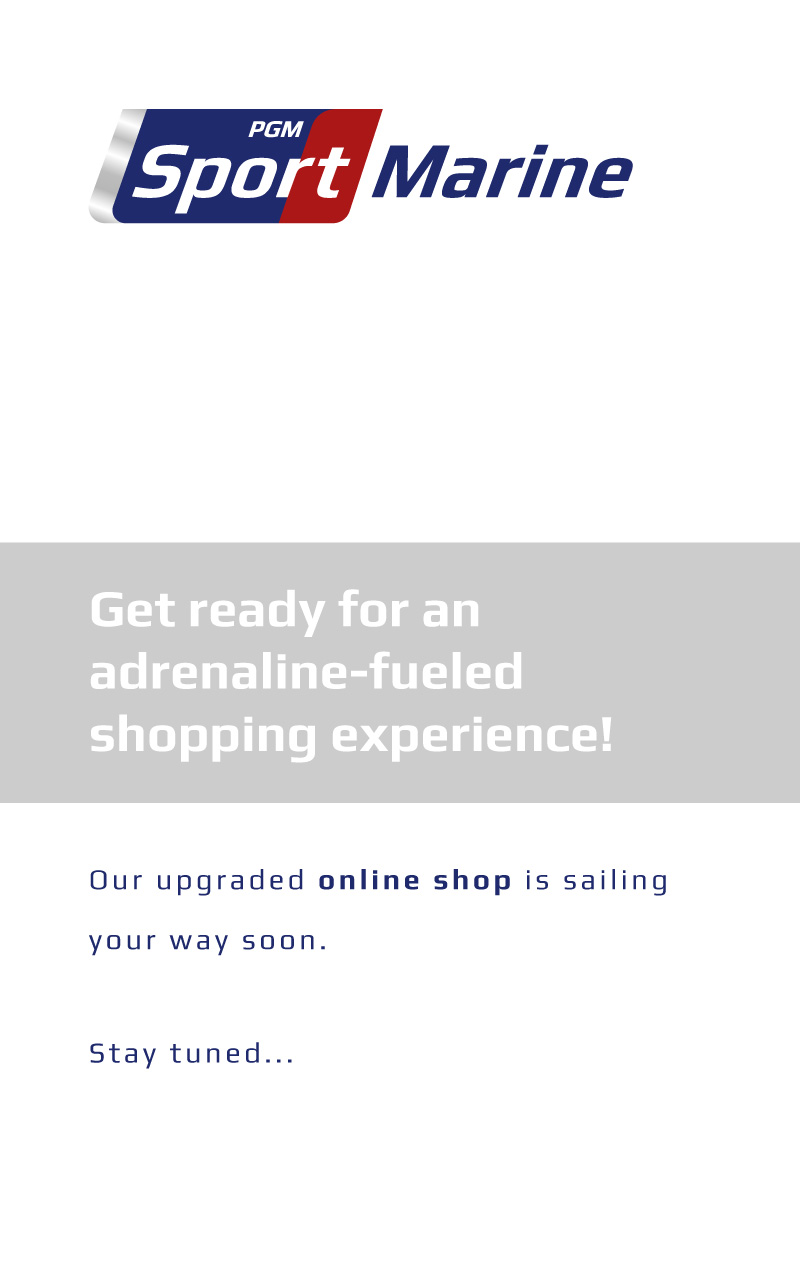 PGM
Sport Marine
Get ready for an
adrenaline-fueled
shopping experience!
Our upgraded online shop is sailing
your way soon.
Stay tuned...